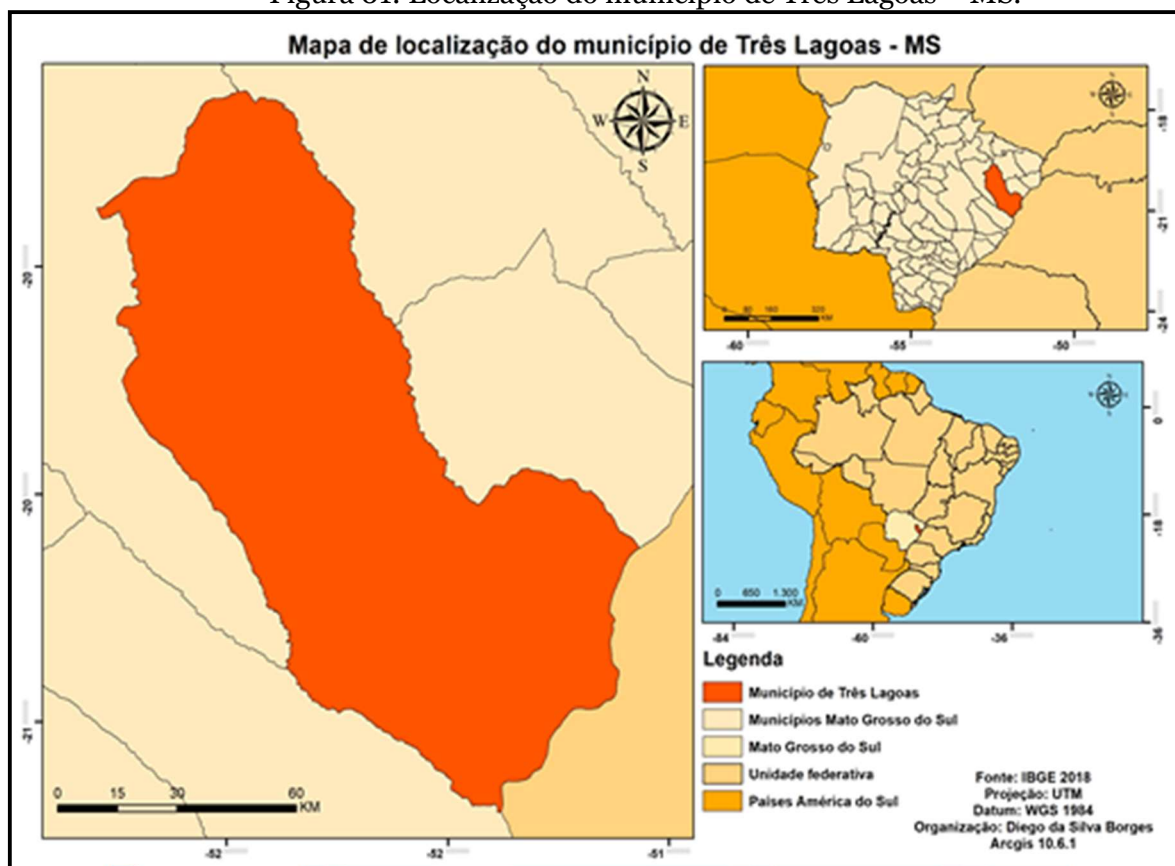 Figura 01: Localização do município de Três Lagoas – MS.
Mapa de localização do município de Três Lagoas - MS
N
W E
S
-20
-20
-21
0 15 30 60
KM
-52 -52 -51
-18
-21
-24
0 80 160 320
KM
-60 -55 -50
0
-18
-36
0 650 1.300
KM
-84 -60 -36
Legenda
Município de Três Lagoas
Municípios Mato Grosso do Sul
Mato Grosso do Sul
Unidade federativa
Países América do Sul
Fonte: IBGE 2018
Projeção: UTM
Datum: WGS 1984
Organização: Diego da Silva Borges
Arcgis 10.6.1